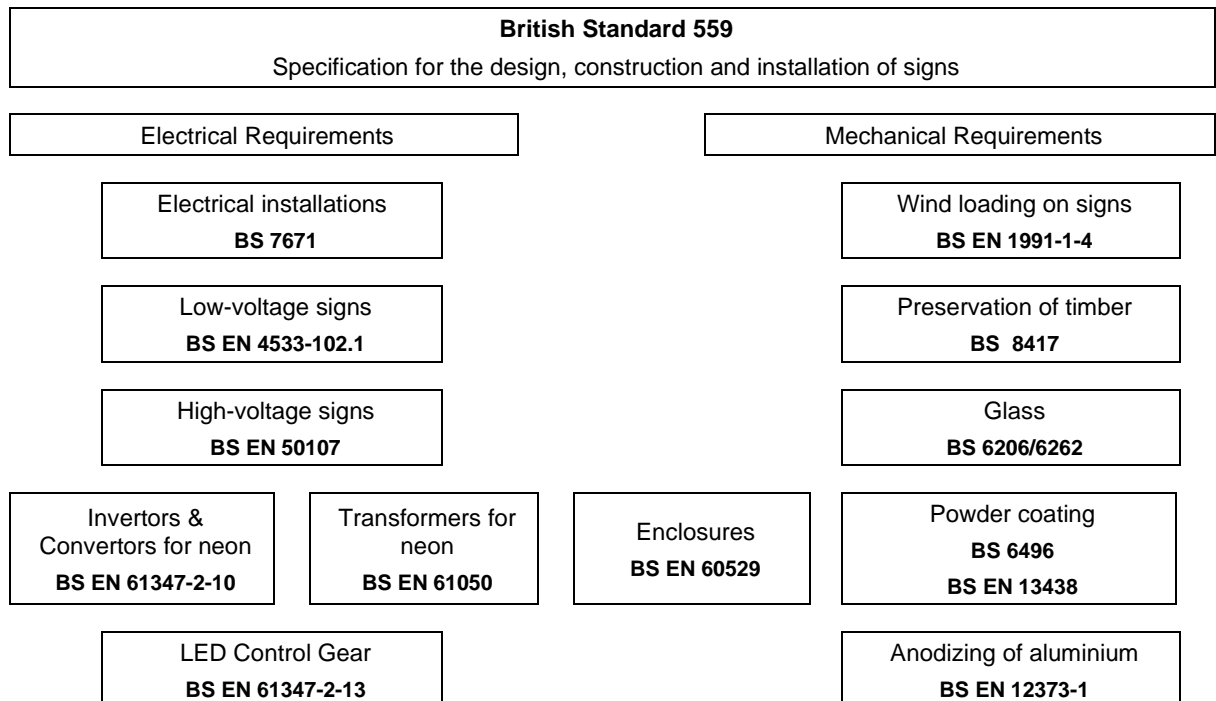 British Standard 559
Specification for the design, construction and installation of signs
Electrical Requirements
Mechanical Requirements
Electrical installations
BS 7671
Wind loading on signs
BS EN 1991-1-4
Low-voltage signs
BS EN 4533-102.1
Preservation of timber
BS 8417
High-voltage signs
BS EN 50107
Glass
BS 6206/6262
Invertors &
Convertors for neon
BS EN 61347-2-10
Transformers for
neon
BS EN 61050
Enclosures
BS EN 60529
Powder coating
BS 6496
BS EN 13438
LED Control Gear
BS EN 61347-2-13
Anodizing of aluminium
BS EN 12373-1